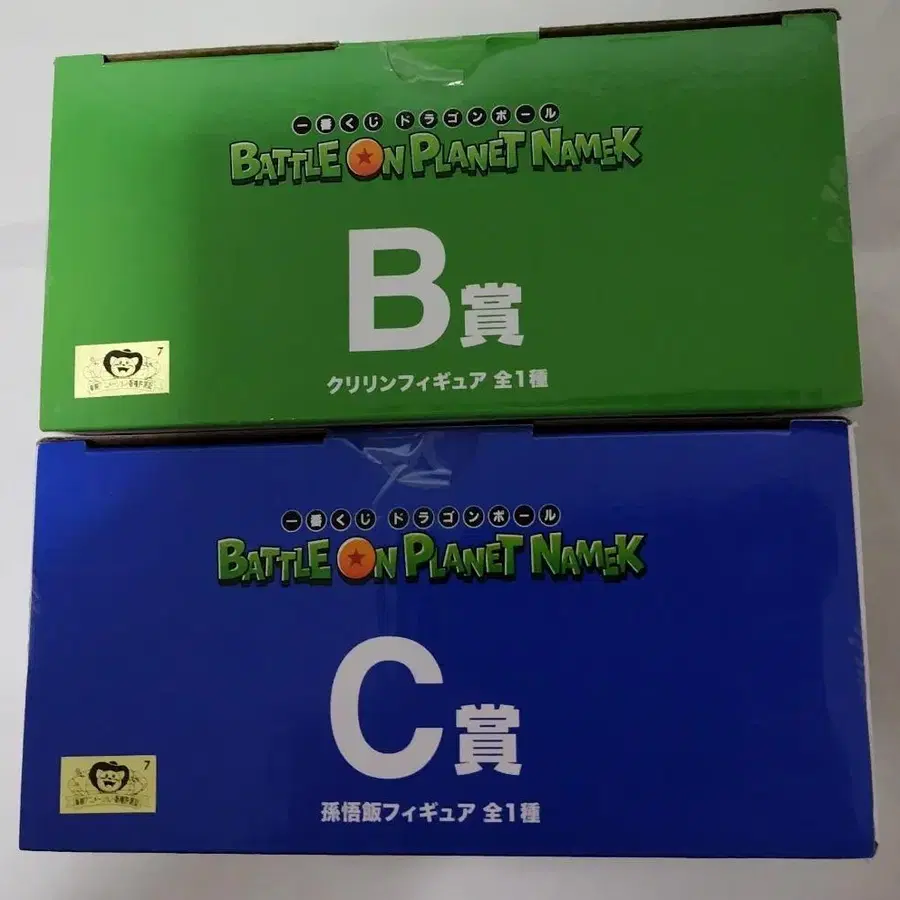 一番くじ ドラゴンボール
BATTLE ON PLANET NAMEK
B賞
7
クリリンフィギュア 全1種
一番くじ ドラゴンボール
BATTLE ON PLANET NAMEK
C賞
7
孫悟飯フィギュア 全1種